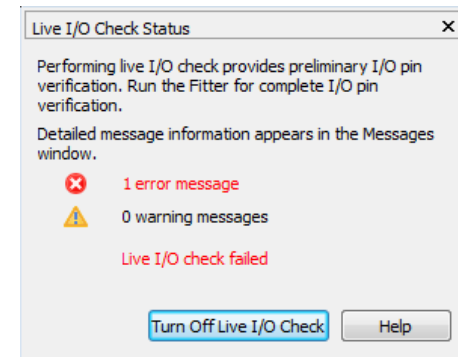 Live I/O Check Status
Performing live I/O check provides preliminary I/O pin
verification. Run the Fitter for complete I/O pin
verification.
Detailed message information appears in the Messages
window.
1 error message
0 warning messages
Live I/O check failed
Turn Off Live I/O Check Help